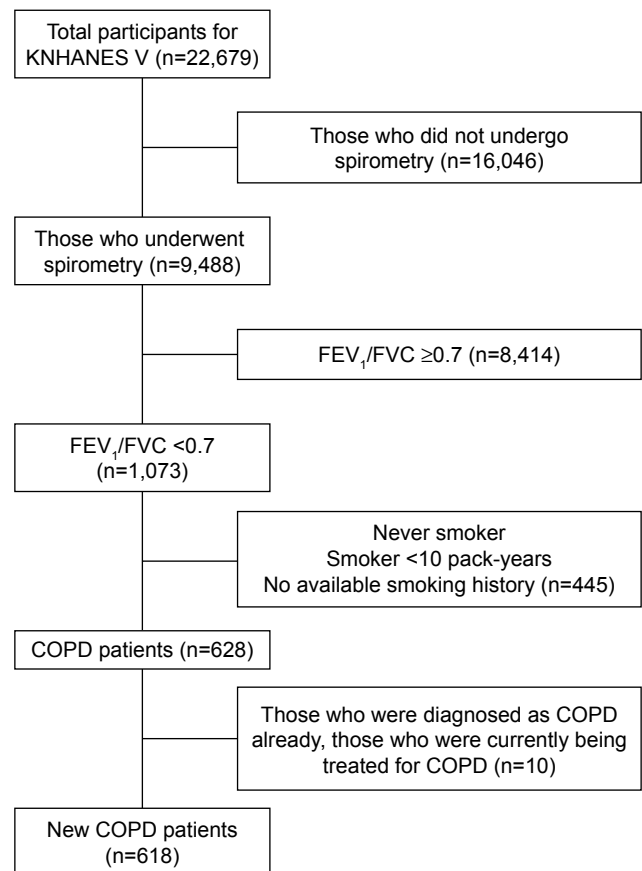 Total participants for
KNHANES V (n=22,679)
Those who did not undergo
spirometry (n=16,046)
Those who underwent
spirometry (n=9,488)
FEV₁/FVC ≥0.7 (n=8,414)
FEV₁/FVC <0.7
(n=1,073)
Never smoker
Smoker <10 pack-years
No available smoking history (n=445)
COPD patients (n=628)
Those who were diagnosed as COPD
already, those who were currently being
treated for COPD (n=10)
New COPD patients
(n=618)